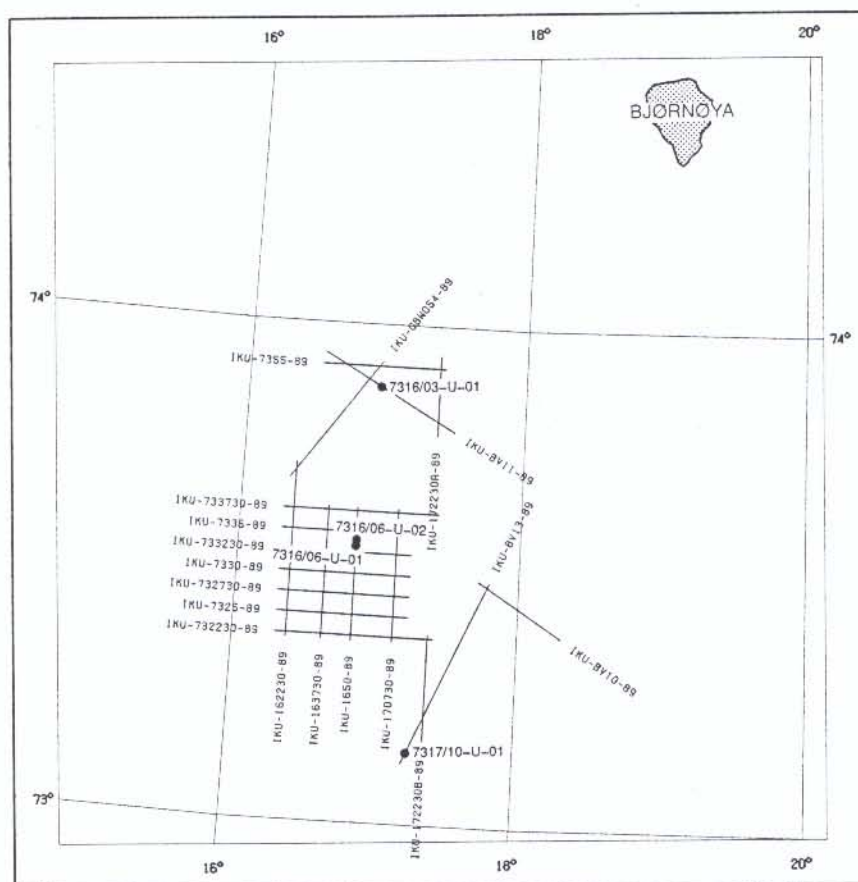 16° 18° 20°
BJØRNØYA
74°
IKU-7355-89
7316/03-U-01
74°
IKU-BV11-89
IKU-172230A-89
IKU-BV13-89
IKU-733730-89
IKU-7335-89
7316/06-U-02
IKU-733230-89
7316/06-U-01
IKU-7330-89
IKU-732730-89
IKU-7325-89
IKU-732230-89
IKU-BV10-89
IKU-162230-89
IKU-163730-89
IKU-1650-89
IKU-170730-89
7317/10-U-01
IKU-172230B-89
73°
16° 18° 20°